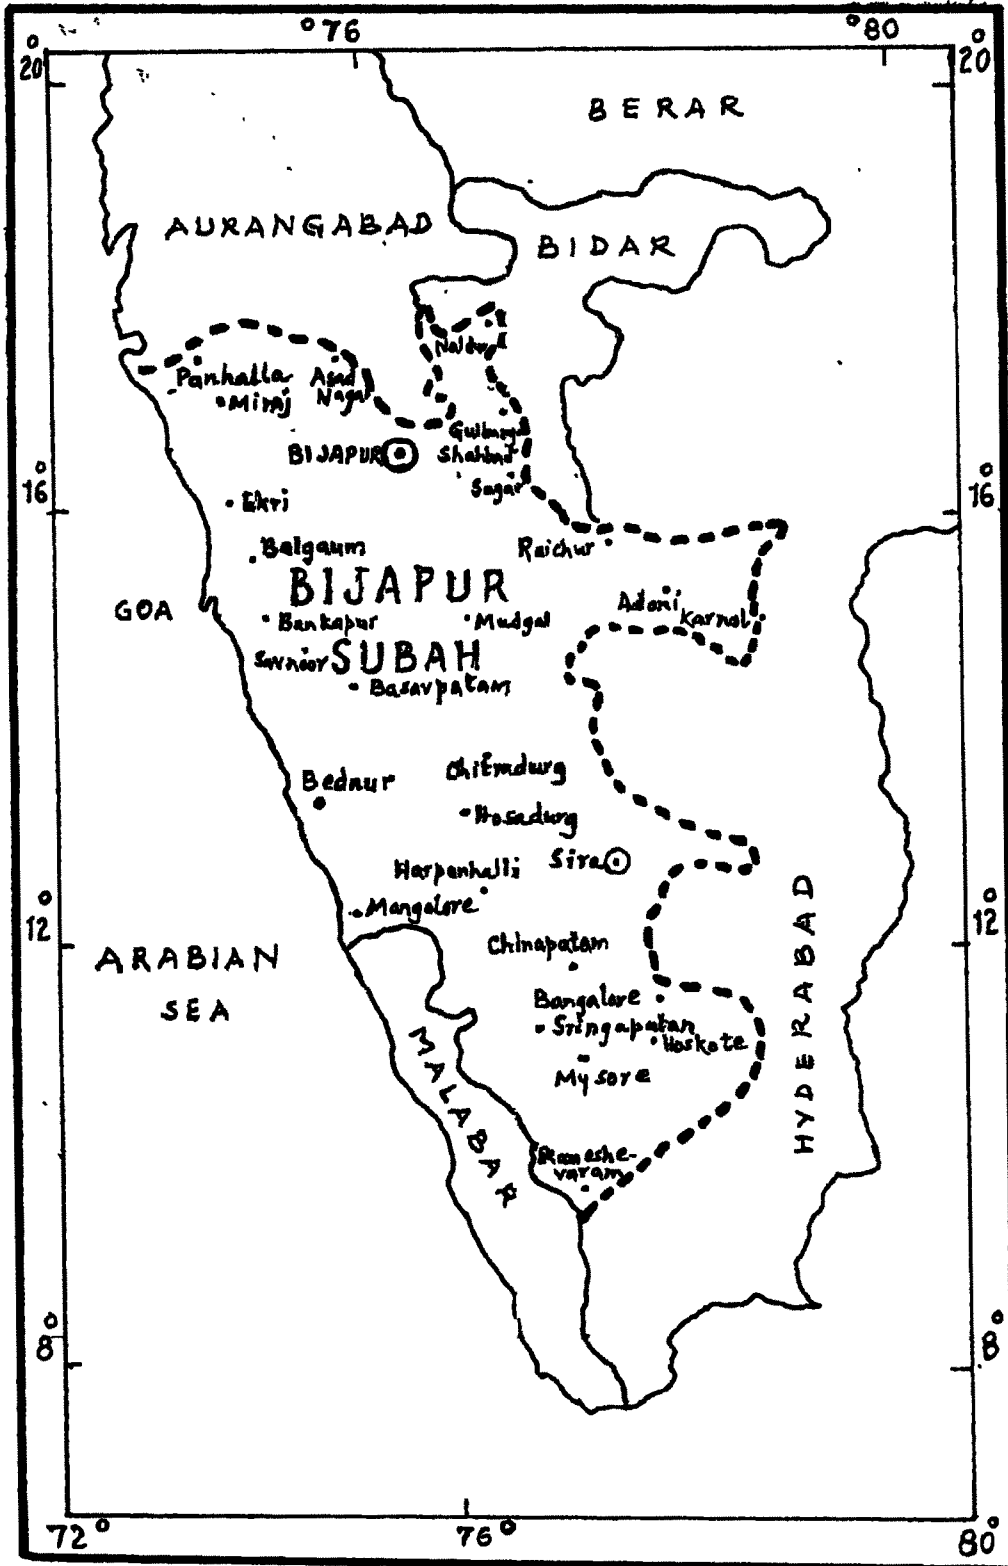 °76
°80
20°
20°
BERAR
AURANGABAD
BIDAR
Naldurg
Panhalla
Asad
Nagar
Miraj
Gulbarga
BIJAPUR
Shahbad
Sagar
16°
16°
Ekri
Raichur
Balgaum
BIJAPUR
Adoni
GOA
Bankapur
Mudgal
Karnol
Savnoor
SUBAH
Basavpatam
Bednur
Chitradurg
Hosadurg
Sira
Harpanhalli
Mangalore
12°
12°
ARABIAN
SEA
Chinapatam
HYDERABAD
Bangalore
Sringapatan
Hoskote
MALABAR
Mysore
Rameshe-
varam
8°
8°
72°
76°
80°